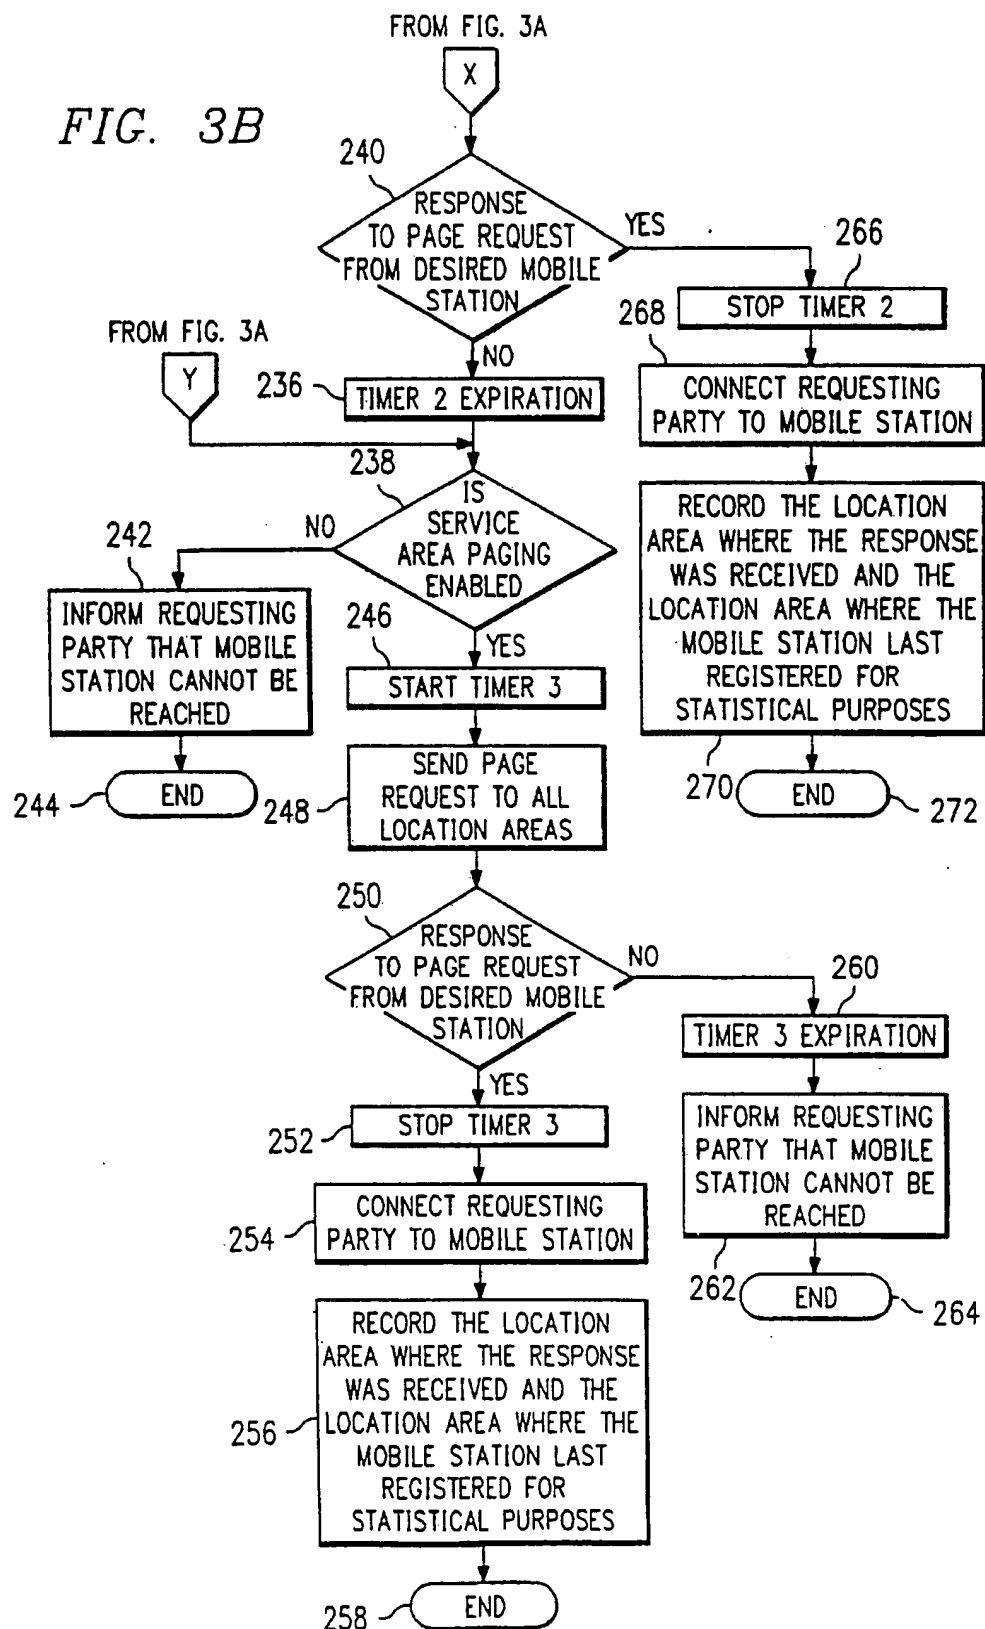 FROM FIG. 3A
X
FIG. 3B
240
RESPONSE
TO PAGE REQUEST
FROM DESIRED MOBILE
STATION
YES
266
STOP TIMER 2
268
CONNECT REQUESTING
PARTY TO MOBILE STATION
RECORD THE LOCATION
AREA WHERE THE RESPONSE
WAS RECEIVED AND THE
LOCATION AREA WHERE THE
MOBILE STATION LAST
REGISTERED FOR
STATISTICAL PURPOSES
270
END
272
NO
FROM FIG. 3A
Y
236
TIMER 2 EXPIRATION
238
IS
SERVICE
AREA PAGING
ENABLED
NO
242
INFORM REQUESTING
PARTY THAT MOBILE
STATION CANNOT BE
REACHED
244
END
YES
246
START TIMER 3
248
SEND PAGE
REQUEST TO ALL
LOCATION AREAS
250
RESPONSE
TO PAGE REQUEST
FROM DESIRED MOBILE
STATION
NO
260
TIMER 3 EXPIRATION
INFORM REQUESTING
PARTY THAT MOBILE
STATION CANNOT BE
REACHED
262
END
264
YES
252
STOP TIMER 3
254
CONNECT REQUESTING
PARTY TO MOBILE STATION
256
RECORD THE LOCATION
AREA WHERE THE RESPONSE
WAS RECEIVED AND THE
LOCATION AREA WHERE THE
MOBILE STATION LAST
REGISTERED FOR
STATISTICAL PURPOSES
258
END